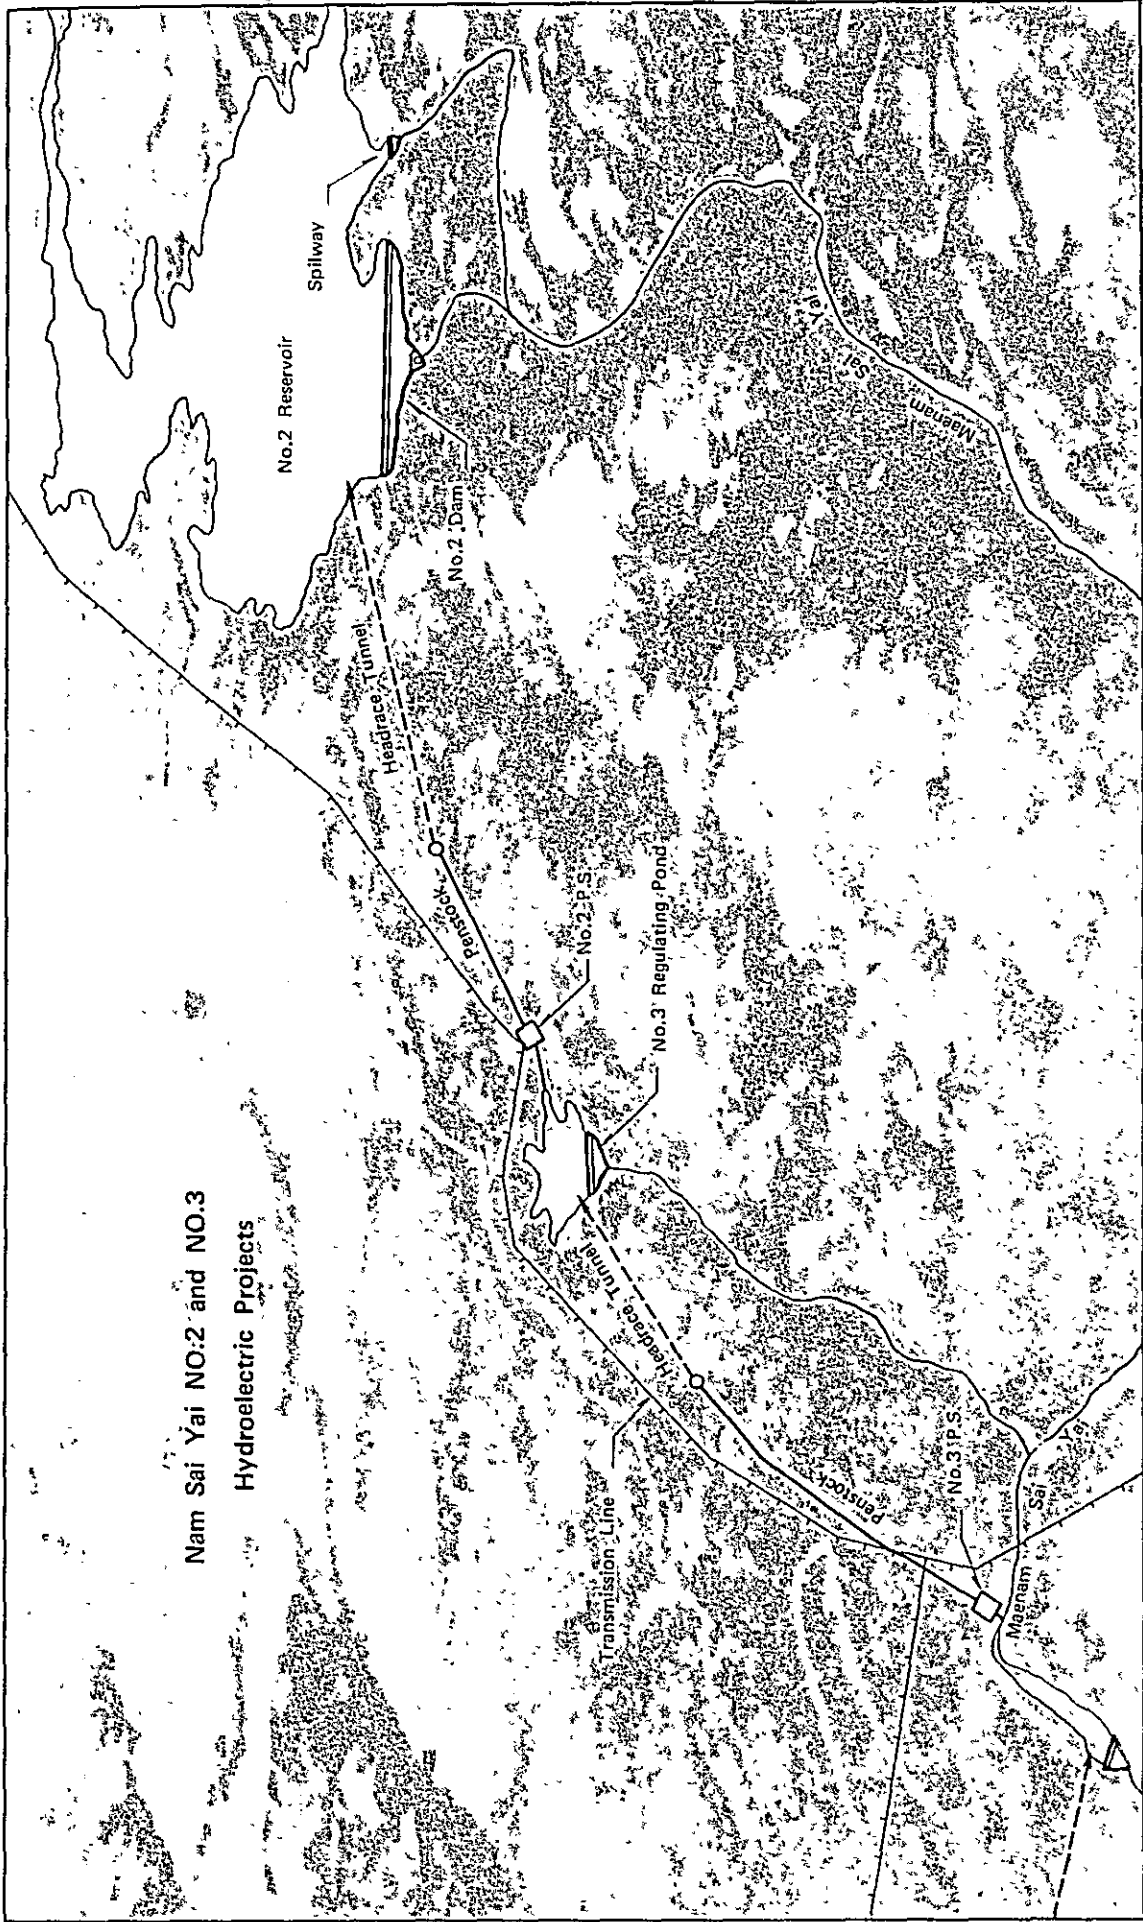 Nam Sai Yai NO.2 and NO.3
Hydroelectric Projects
Spilway
No.2 Reservoir
No.2 Dam
Headrace Tunnel
Penstock
No.2 P.S.
No.3 Regulating Pond
Headrace Tunnel
Transmission Line
Penstock
No.3 P.S.
Maenam Sai Yai
Maenam Sai Yai